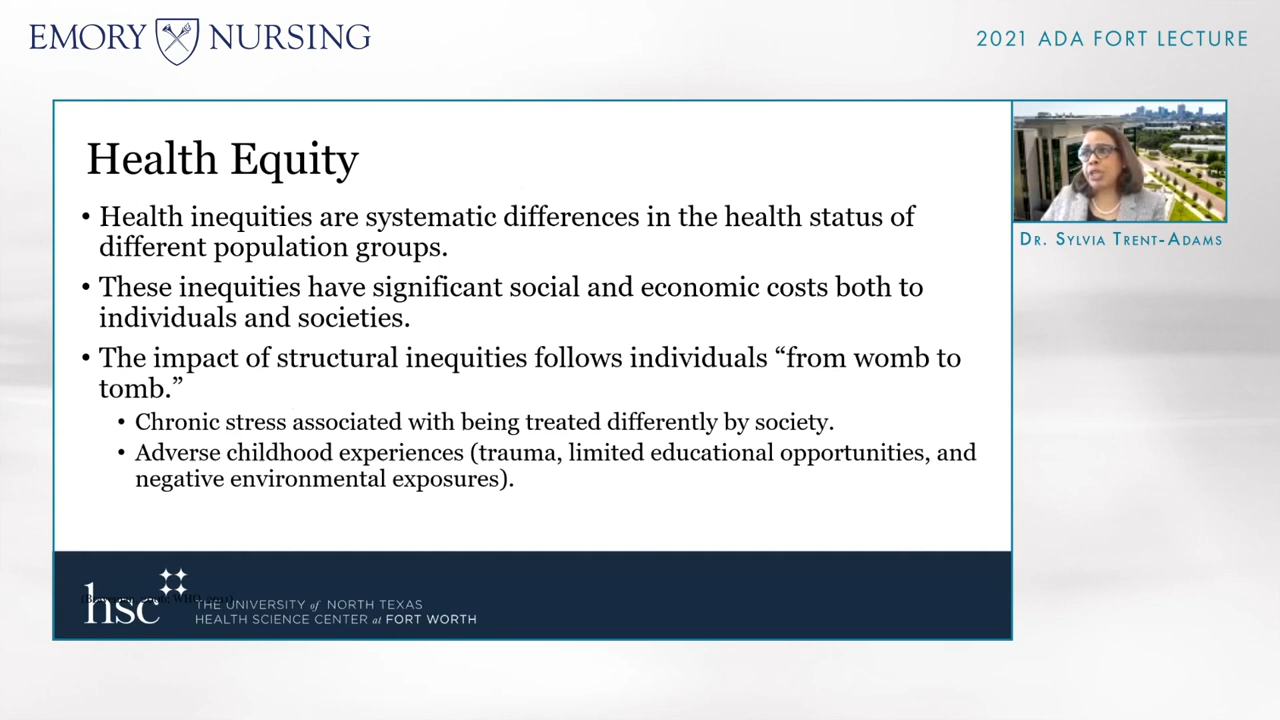 EMORY NURSING
2021 ADA FORT LECTURE
Health Equity
• Health inequities are systematic differences in the health status of
different population groups.
• These inequities have significant social and economic costs both to
individuals and societies.
• The impact of structural inequities follows individuals “from womb to
tomb.”
• Chronic stress associated with being treated differently by society.
• Adverse childhood experiences (trauma, limited educational opportunities, and
negative environmental exposures).
DR. SYLVIA TRENT-ADAMS
hsc
THE UNIVERSITY of NORTH TEXAS
HEALTH SCIENCE CENTER at FORT WORTH